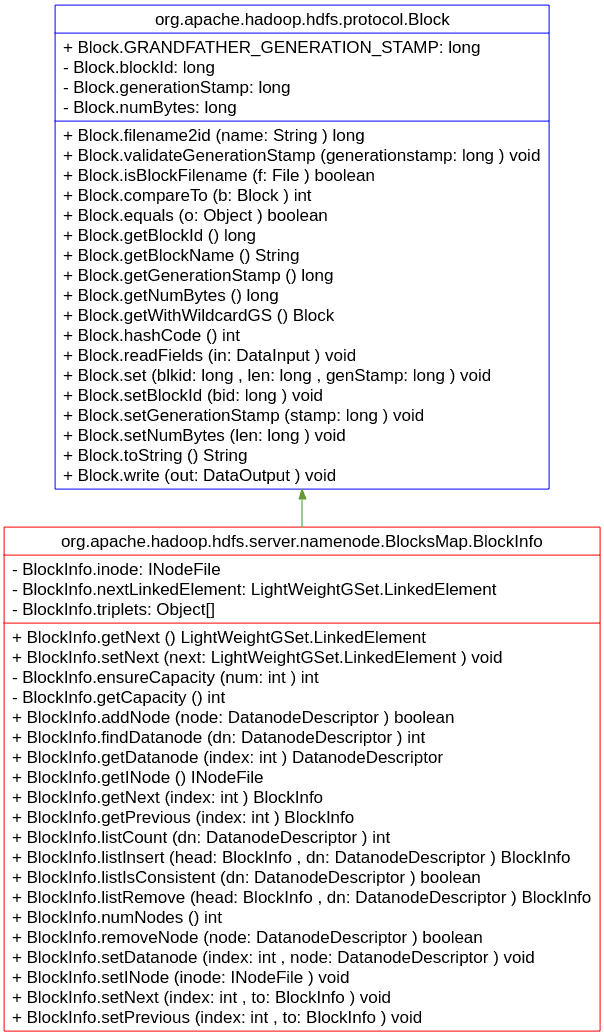 org.apache.hadoop.hdfs.protocol.Block
+ Block.GRANDFATHER_GENERATION_STAMP: long
- Block.blockId: long
- Block.generationStamp: long
- Block.numBytes: long
+ Block.filename2id (name: String ) long
+ Block.validateGenerationStamp (generationstamp: long ) void
+ Block.isBlockFilename (f: File ) boolean
+ Block.compareTo (b: Block ) int
+ Block.equals (o: Object ) boolean
+ Block.getBlockId () long
+ Block.getBlockName () String
+ Block.getGenerationStamp () long
+ Block.getNumBytes () long
+ Block.getWithWildcardGS () Block
+ Block.hashCode () int
+ Block.readFields (in: DataInput ) void
+ Block.set (blkid: long , len: long , genStamp: long ) void
+ Block.setBlockId (bid: long ) void
+ Block.setGenerationStamp (stamp: long ) void
+ Block.setNumBytes (len: long ) void
+ Block.toString () String
+ Block.write (out: DataOutput ) void
org.apache.hadoop.hdfs.server.namenode.BlocksMap.BlockInfo
- BlockInfo.inode: INodeFile
- BlockInfo.nextLinkedElement: LightWeightGSet.LinkedElement
- BlockInfo.triplets: Object[]
+ BlockInfo.getNext () LightWeightGSet.LinkedElement
+ BlockInfo.setNext (next: LightWeightGSet.LinkedElement ) void
- BlockInfo.ensureCapacity (num: int ) int
- BlockInfo.getCapacity () int
+ BlockInfo.addNode (node: DatanodeDescriptor ) boolean
+ BlockInfo.findDatanode (dn: DatanodeDescriptor ) int
+ BlockInfo.getDatanode (index: int ) DatanodeDescriptor
+ BlockInfo.getINode () INodeFile
+ BlockInfo.getNext (index: int ) BlockInfo
+ BlockInfo.getPrevious (index: int ) BlockInfo
+ BlockInfo.listCount (dn: DatanodeDescriptor ) int
+ BlockInfo.listInsert (head: BlockInfo , dn: DatanodeDescriptor ) BlockInfo
+ BlockInfo.listIsConsistent (dn: DatanodeDescriptor ) boolean
+ BlockInfo.listRemove (head: BlockInfo , dn: DatanodeDescriptor ) BlockInfo
+ BlockInfo.numNodes () int
+ BlockInfo.removeNode (node: DatanodeDescriptor ) boolean
+ BlockInfo.setDatanode (index: int , node: DatanodeDescriptor ) void
+ BlockInfo.setINode (inode: INodeFile ) void
+ BlockInfo.setNext (index: int , to: BlockInfo ) void
+ BlockInfo.setPrevious (index: int , to: BlockInfo ) void